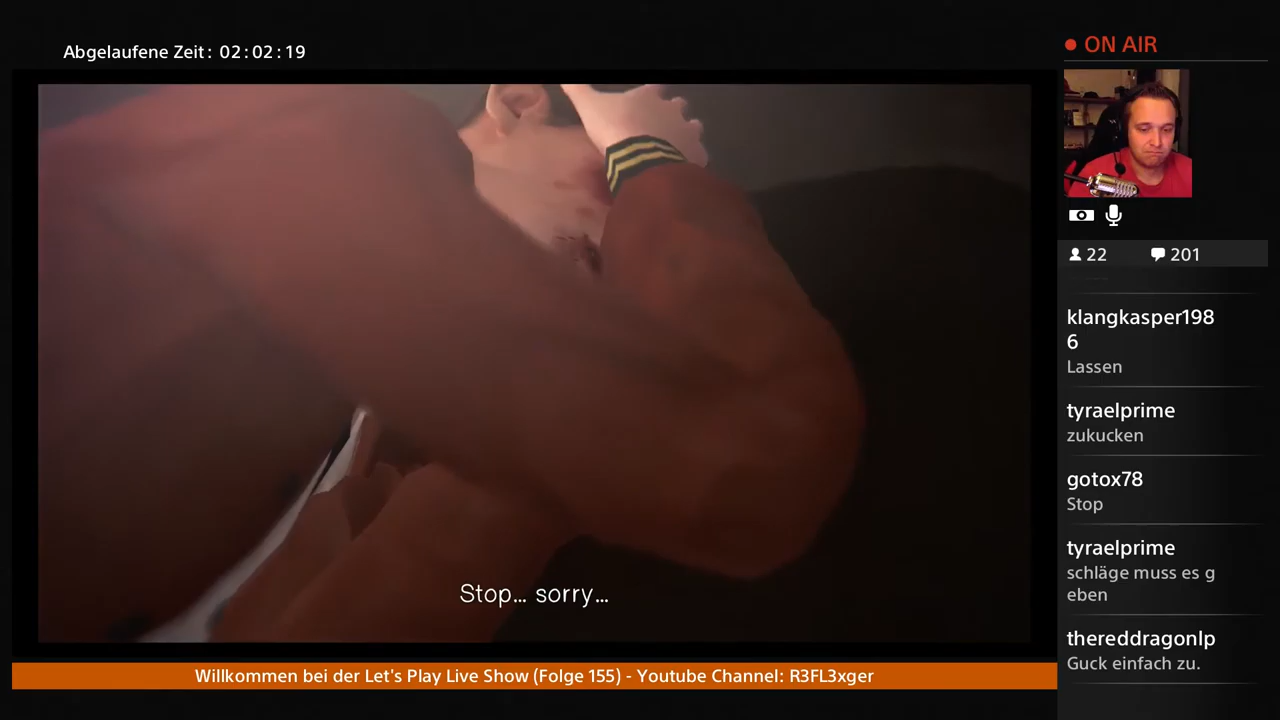 Abgelaufene Zeit: 02:02:19
ON AIR
22 201
klangkasper198
6
Lassen
tyraelprime
zukucken
gotox78
Stop
tyraelprime
schläge muss es g
eben
thereddragonlp
Guck einfach zu.
Stop... sorry...
Willkommen bei der Let's Play Live Show (Folge 155) - Youtube Channel: R3FL3xger